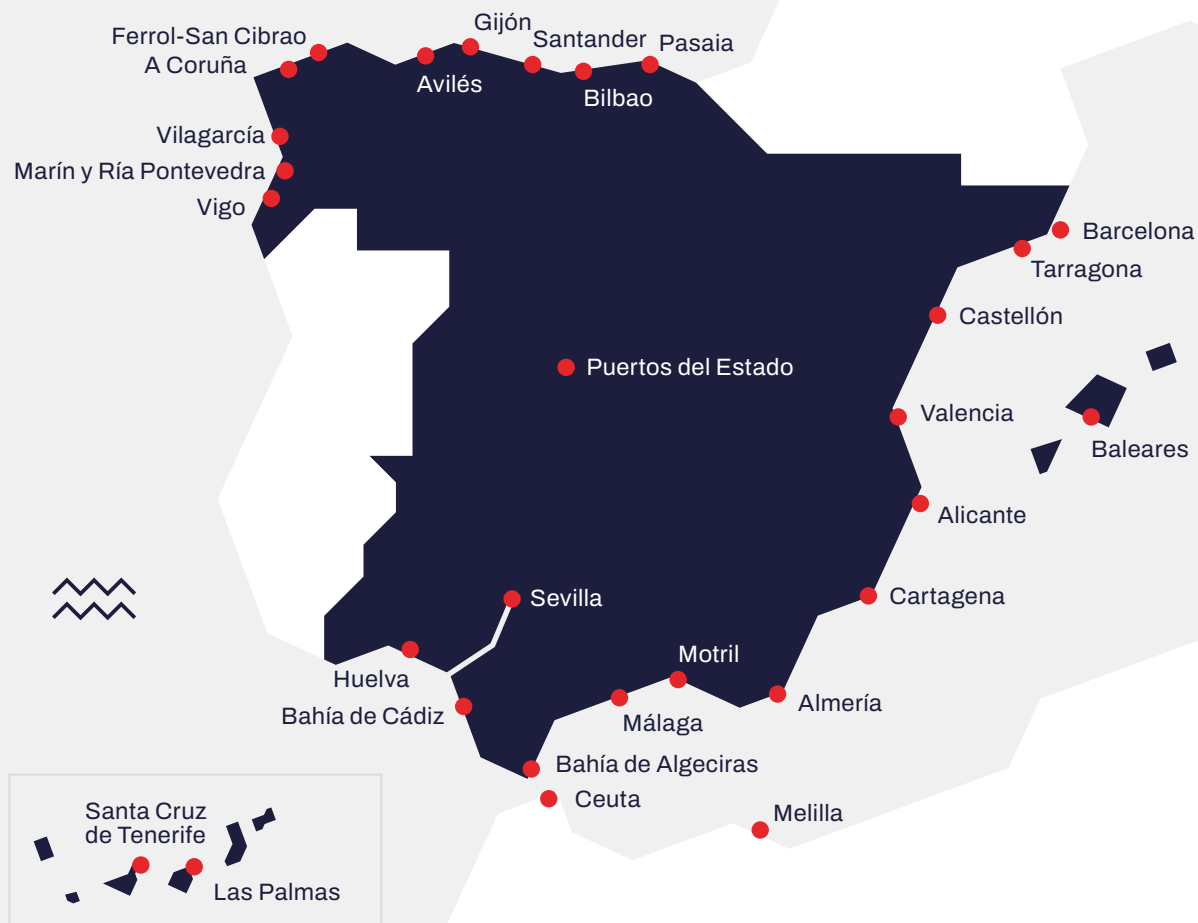 Gijón
Ferrol-San Cibrao
Santander
Pasaia
A Coruña
Avilés
Bilbao
Vilagarcía
Marín y Ría Pontevedra
Vigo
Barcelona
Tarragona
Castellón
Puertos del Estado
Valencia
Baleares
Alicante
Sevilla
Cartagena
Motril
Huelva
Almería
Bahía de Cádiz
Málaga
Bahía de Algeciras
Ceuta
Melilla
Santa Cruz
de Tenerife
Las Palmas